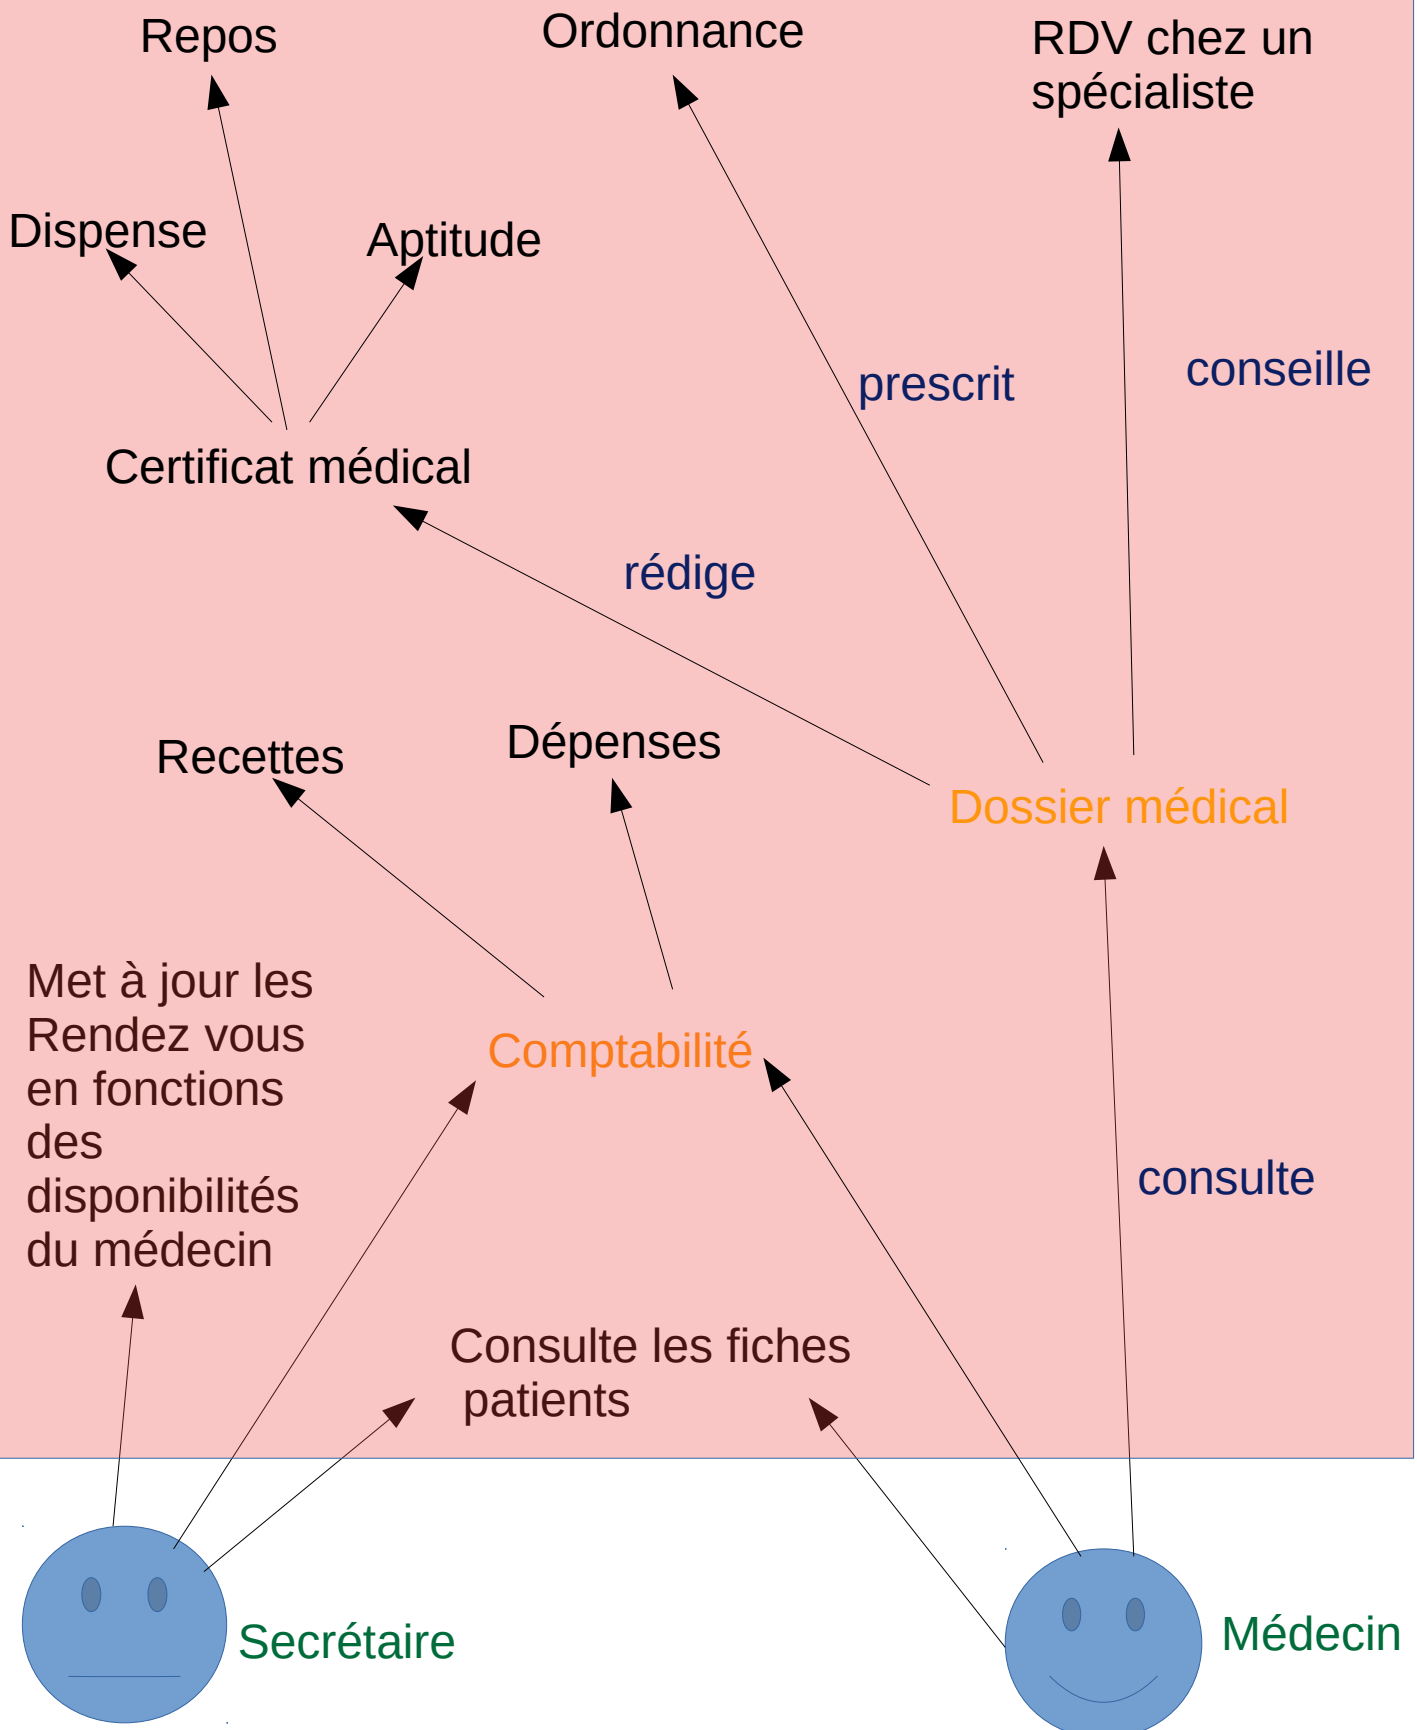 Repos
Ordonnance
RDV chez un
spécialiste
Dispense
Aptitude
prescrit
conseille
Certificat médical
rédige
Recettes
Dépenses
Dossier médical
Met à jour les
Rendez vous
en fonctions
des
disponibilités
du médecin
Comptabilité
consulte
Consulte les fiches
patients
Secrétaire
Médecin